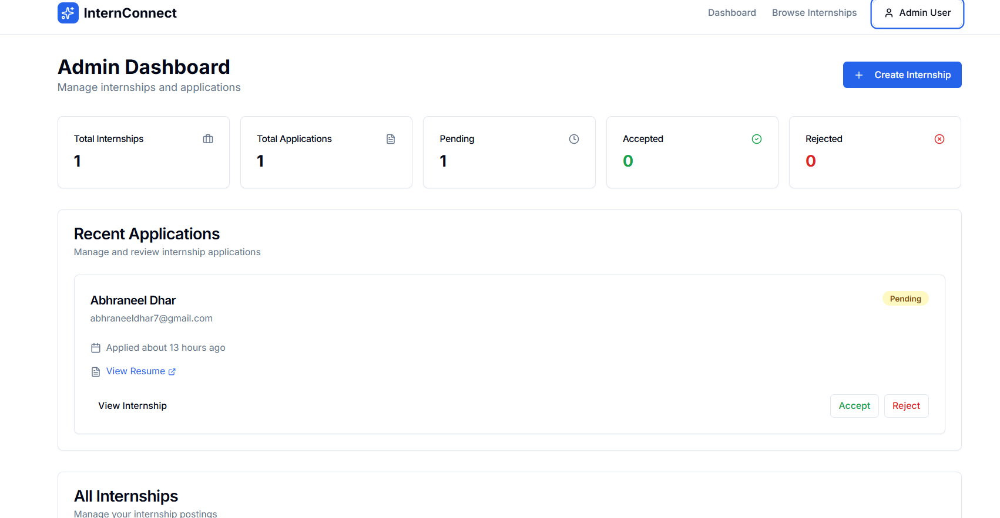 InternConnect
Dashboard
Browse Internships
Admin User
Admin Dashboard
Manage internships and applications
Create Internship
Total Internships
1
Total Applications
1
Pending
1
Accepted
0
Rejected
0
Recent Applications
Manage and review internship applications
Abhraneel Dhar
Pending
abhraneeldhar7@gmail.com
Applied about 13 hours ago
View Resume
View Internship
Accept
Reject
All Internships
Manage your internship postings